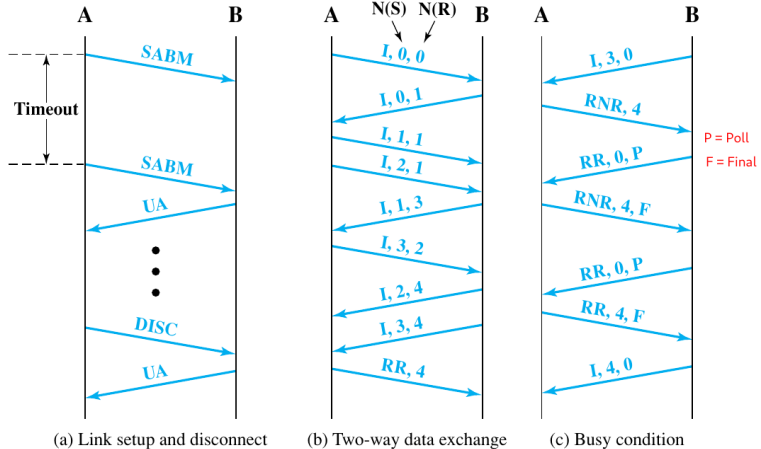 A B
SABM
Timeout
SABM
UA
DISC
UA
(a) Link setup and disconnect
N(S) N(R)
A B
I, 0, 0
I, 0, 1
I, 1, 1
I, 2, 1
I, 1, 3
I, 3, 2
I, 2, 4
I, 3, 4
RR, 4
(b) Two-way data exchange
A B
I, 3, 0
RNR, 4
P = Poll
RR, 0, P
F = Final
RNR, 4, F
RR, 0, P
RR, 4, F
I, 4, 0
(c) Busy condition